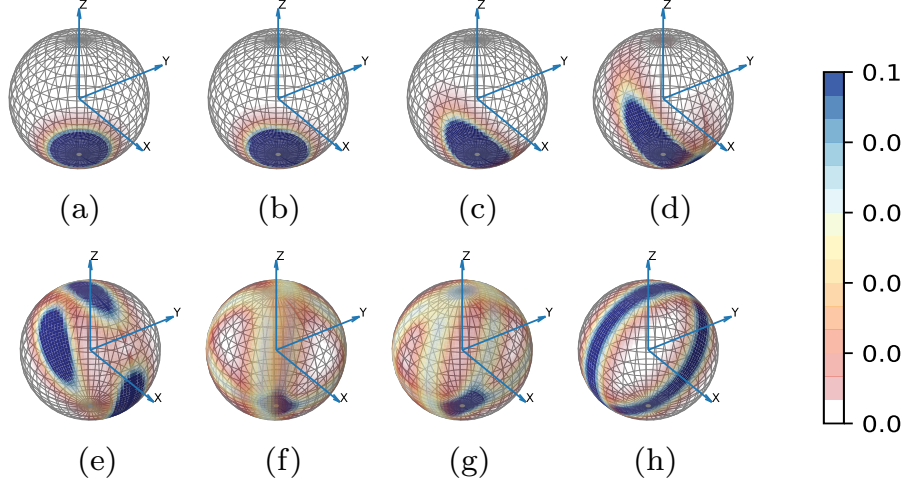 Z Z Z Z
Y Y Y Y
X X X X
(a) (b) (c) (d)
Z Z Z Z
Y Y Y Y
X X X X
(e) (f) (g) (h)
0.1
0.0
0.0
0.0
0.0
0.0